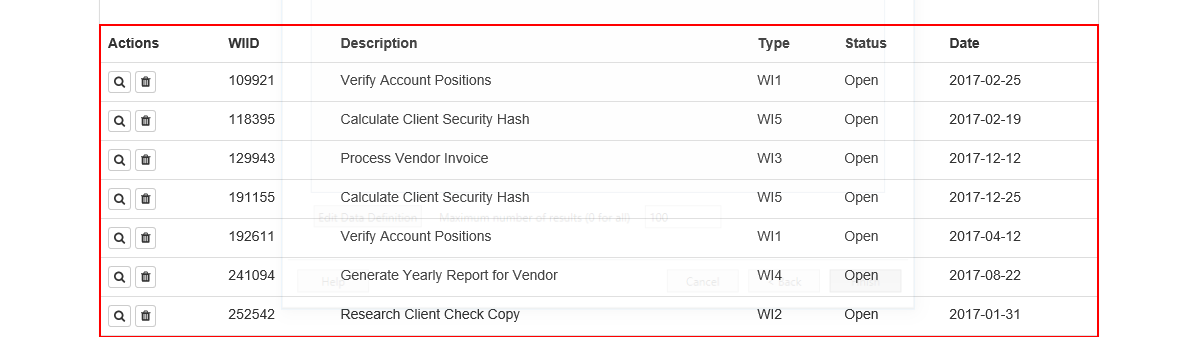 Actions WIID Description Type Status Date
109921 Verify Account Positions WI1 Open 2017-02-25
118395 Calculate Client Security Hash WI5 Open 2017-02-19
129943 Process Vendor Invoice WI3 Open 2017-12-12
191155 Calculate Client Security Hash WI5 Open 2017-12-25
Edit Data Definition Maximum number of results (0 for all) 100
192611 Verify Account Positions WI1 Open 2017-04-12
241094 Generate Yearly Report for Vendor WI4 Open 2017-08-22
Help Cancel < Back Finish
252542 Research Client Check Copy WI2 Open 2017-01-31